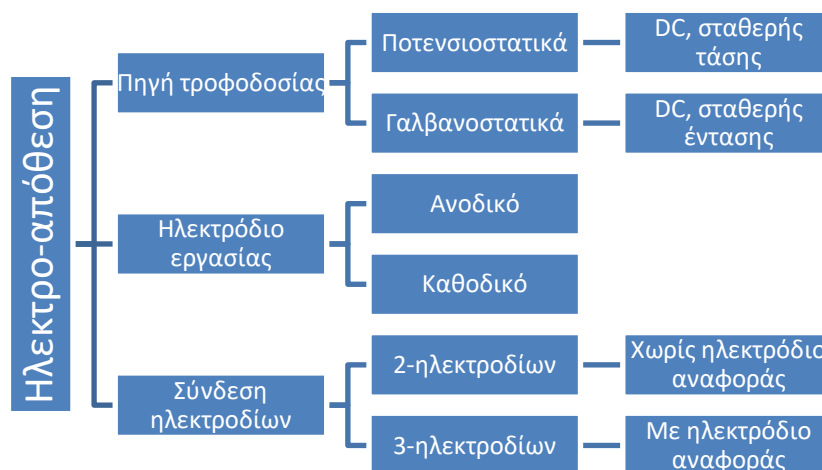 Ηλεκτρο-απόθεση
Πηγή τροφοδοσίας
Ποτενσιοστατικά
DC, σταθερής
τάσης
Γαλβανοστατικά
DC, σταθερής
έντασης
Ηλεκτρόδιο
εργασίας
Ανοδικό
Καθοδικό
Σύνδεση
ηλεκτροδίων
2-ηλεκτροδίων
Χωρίς ηλεκτρόδιο
αναφοράς
3-ηλεκτροδίων
Με ηλεκτρόδιο
αναφοράς